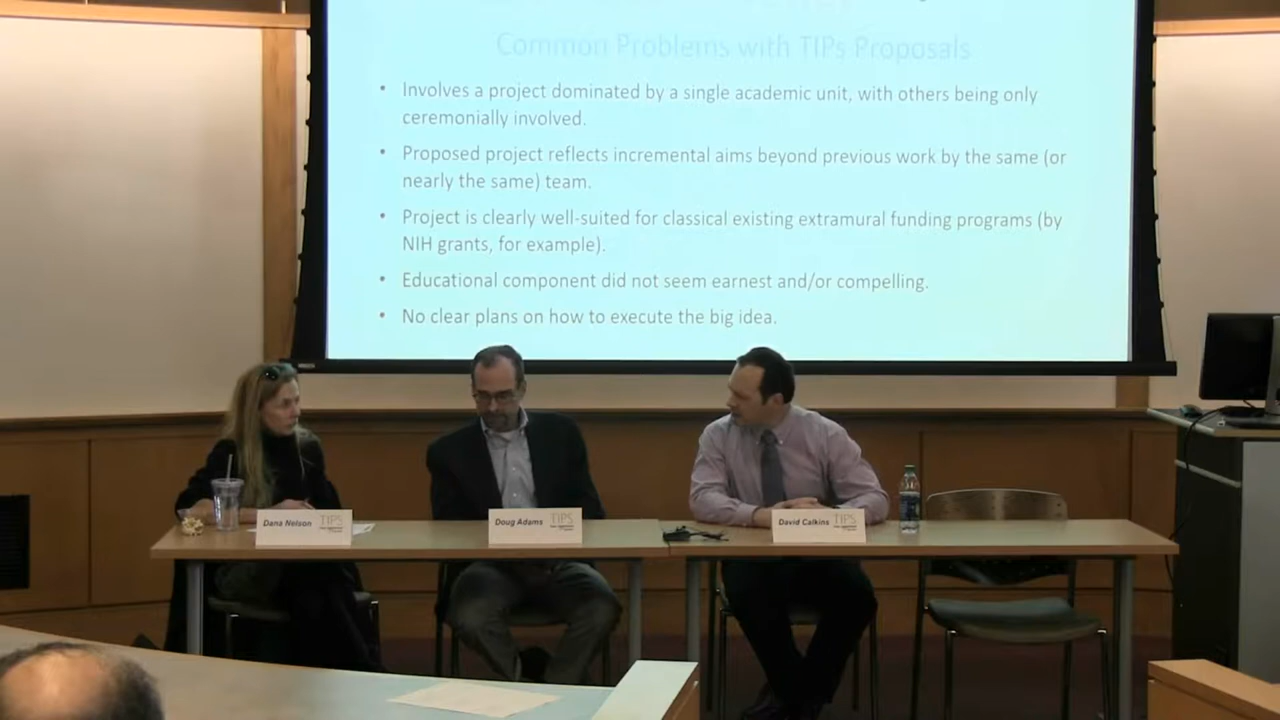 Common Problems with TIPs Proposals
• Involves a project dominated by a single academic unit, with others being only
ceremonially involved.
• Proposed project reflects incremental aims beyond previous work by the same (or
nearly the same) team.
• Project is clearly well-suited for classical existing extramural funding programs (by
NIH grants, for example).
• Educational component did not seem earnest and/or compelling.
• No clear plans on how to execute the big idea.
Dana Nelson TIPS
Doug Adams TIPS
David Calkins TIPS